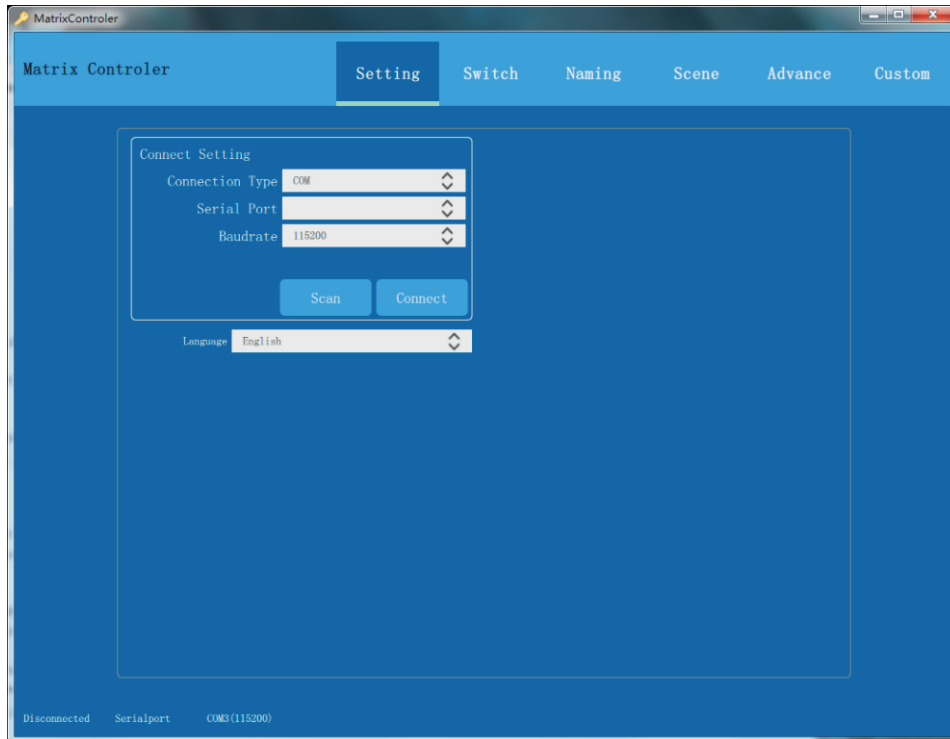 MatrixControler
Matrix Controler
Setting Switch Naming Scene Advance Custom
Connect Setting
Connection Type COM
Serial Port
Baudrate 115200
Scan Connect
Language English
Disconnected Serialport COM3(115200)